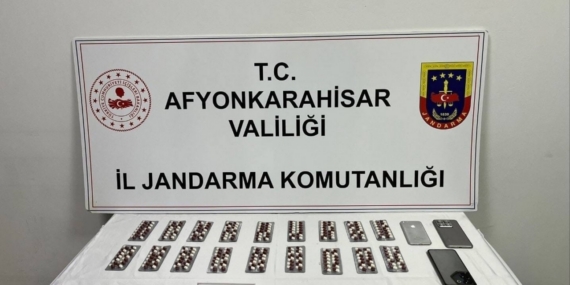 T.C.
AFYONKARAHİSAR
VALİLİĞİ
İL JANDARMA KOMUTANLIĞI
JANDARMA